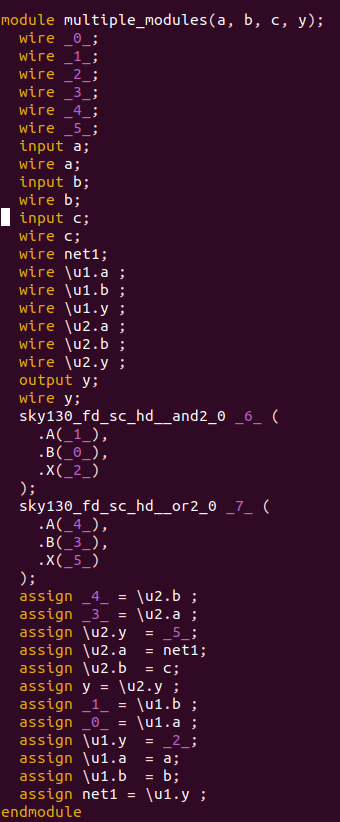 module multiple_modules(a, b, c, y);
  wire _0_;
  wire _1_;
  wire _2_;
  wire _3_;
  wire _4_;
  wire _5_;
  input a;
  wire a;
  input b;
  wire b;
  input c;
  wire c;
  wire net1;
  wire \u1.a ;
  wire \u1.b ;
  wire \u1.y ;
  wire \u2.a ;
  wire \u2.b ;
  wire \u2.y ;
  output y;
  wire y;
  sky130_fd_sc_hd__and2_0 _6_ (
    .A(_1_),
    .B(_0_),
    .X(_2_)
  );
  sky130_fd_sc_hd__or2_0 _7_ (
    .A(_4_),
    .B(_3_),
    .X(_5_)
  );
  assign _4_ = \u2.b ;
  assign _3_ = \u2.a ;
  assign \u2.y  = _5_;
  assign \u2.a  = net1;
  assign \u2.b  = c;
  assign y = \u2.y ;
  assign _1_ = \u1.b ;
  assign _0_ = \u1.a ;
  assign \u1.y  = _2_;
  assign \u1.a  = a;
  assign \u1.b  = b;
  assign net1 = \u1.y ;
endmodule